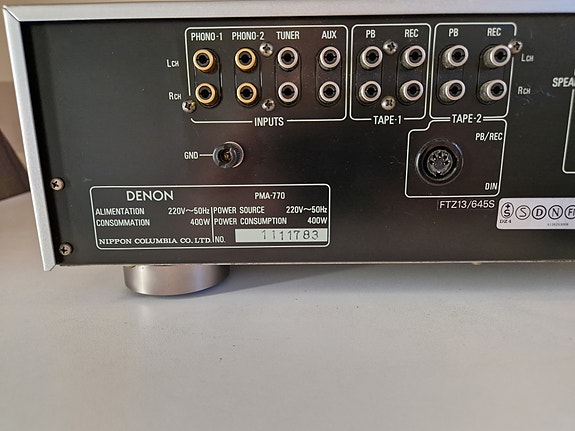 PHONO-1 PHONO-2 TUNER AUX PB REC PB REC
LCH LCH
RCH RCH
INPUTS TAPE-1 TAPE-2
GND PB/REC
DIN
FTZ13/645S
DENON PMA-770
ALIMENTATION 220V～50Hz POWER SOURCE 220V～50Hz
CONSOMMATION 400W POWER CONSUMPTION 400W
NIPPON COLUMBIA CO. LTD. NO. 1111783
S D N FI
DZ4